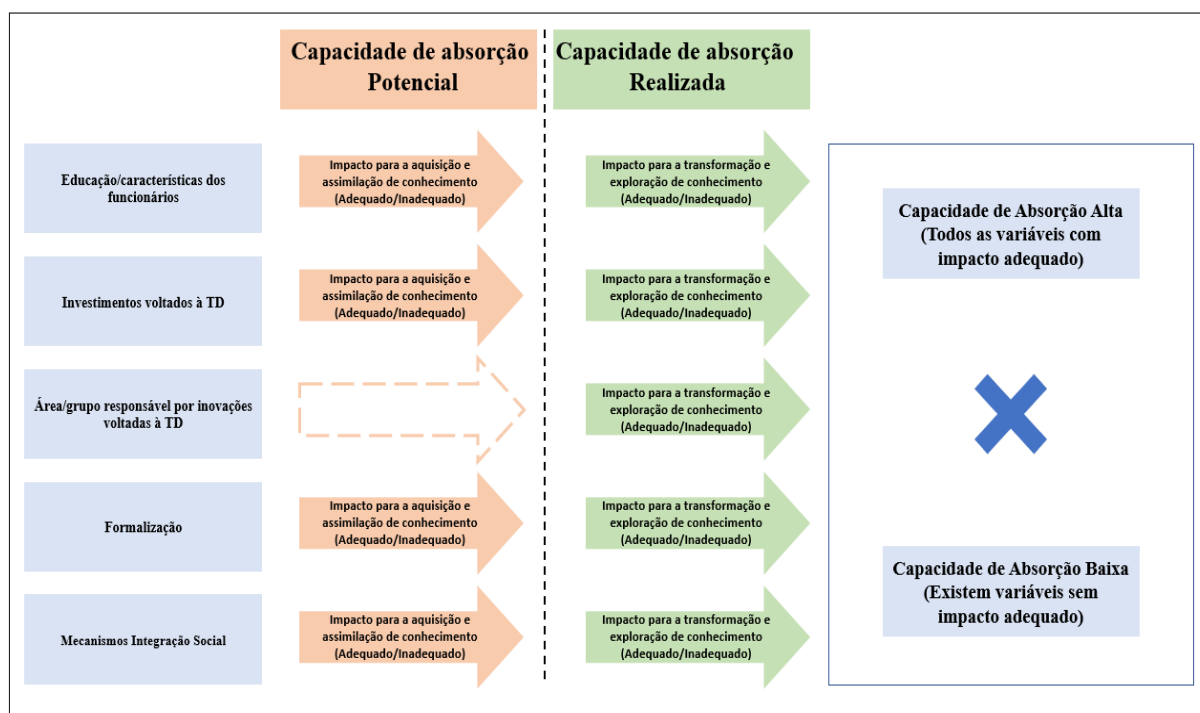 Capacidade de absorção
Potencial
Capacidade de absorção
Realizada
Educação/características dos
funcionários
Impacto para a aquisição e
assimilação de conhecimento
(Adequado/Inadequado)
Impacto para a transformação e
exploração de conhecimento
(Adequado/Inadequado)
Investimentos voltados à TD
Impacto para a aquisição e
assimilação de conhecimento
(Adequado/Inadequado)
Impacto para a transformação e
exploração de conhecimento
(Adequado/Inadequado)
Área/grupo responsável por inovações
voltadas à TD
Impacto para a transformação e
exploração de conhecimento
(Adequado/Inadequado)
Formalização
Impacto para a aquisição e
assimilação de conhecimento
(Adequado/Inadequado)
Impacto para a transformação e
exploração de conhecimento
(Adequado/Inadequado)
Mecanismos Integração Social
Impacto para a aquisição e
assimilação de conhecimento
(Adequado/Inadequado)
Impacto para a transformação e
exploração de conhecimento
(Adequado/Inadequado)
Capacidade de Absorção Alta
(Todos as variáveis com
impacto adequado)
Capacidade de Absorção Baixa
(Existem variáveis sem
impacto adequado)